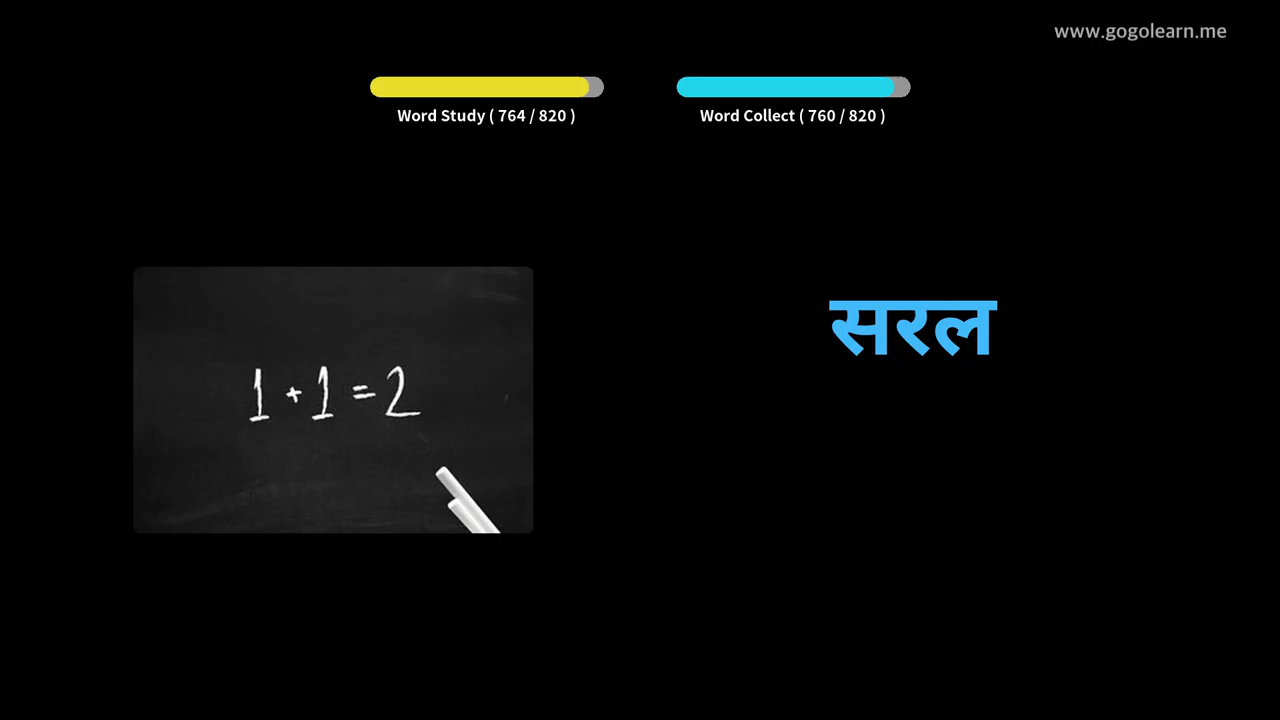 www.gogolearn.me
Word Study ( 764 / 820 )
Word Collect ( 760 / 820 )
1 + 1 = 2
सरल